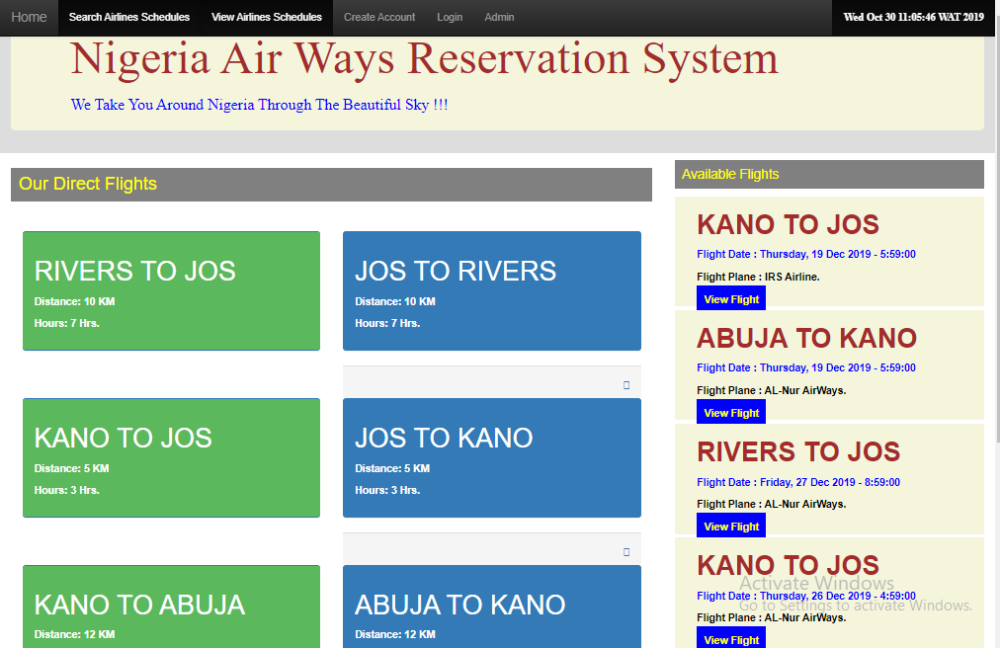 Home Search Airlines Schedules View Airlines Schedules Create Account Login Admin Wed Oct 30 11:05:46 WAT 2019
Nigeria Air Ways Reservation System
We Take You Around Nigeria Through The Beautiful Sky !!!
Our Direct Flights
RIVERS TO JOS
Distance: 10 KM
Hours: 7 Hrs.
JOS TO RIVERS
Distance: 10 KM
Hours: 7 Hrs.
KANO TO JOS
Distance: 5 KM
Hours: 3 Hrs.
JOS TO KANO
Distance: 5 KM
Hours: 3 Hrs.
KANO TO ABUJA
Distance: 12 KM
ABUJA TO KANO
Distance: 12 KM
Available Flights
KANO TO JOS
Flight Date : Thursday, 19 Dec 2019 - 5:59:00
Flight Plane : IRS Airline.
View Flight
ABUJA TO KANO
Flight Date : Thursday, 19 Dec 2019 - 5:59:00
Flight Plane : AL-Nur AirWays.
View Flight
RIVERS TO JOS
Flight Date : Friday, 27 Dec 2019 - 8:59:00
Flight Plane : AL-Nur AirWays.
View Flight
KANO TO JOS
Flight Date : Thursday, 26 Dec 2019 - 4:59:00
Flight Plane : AL-Nur AirWays.
View Flight
Activate Windows
Go to Settings to activate Windows.